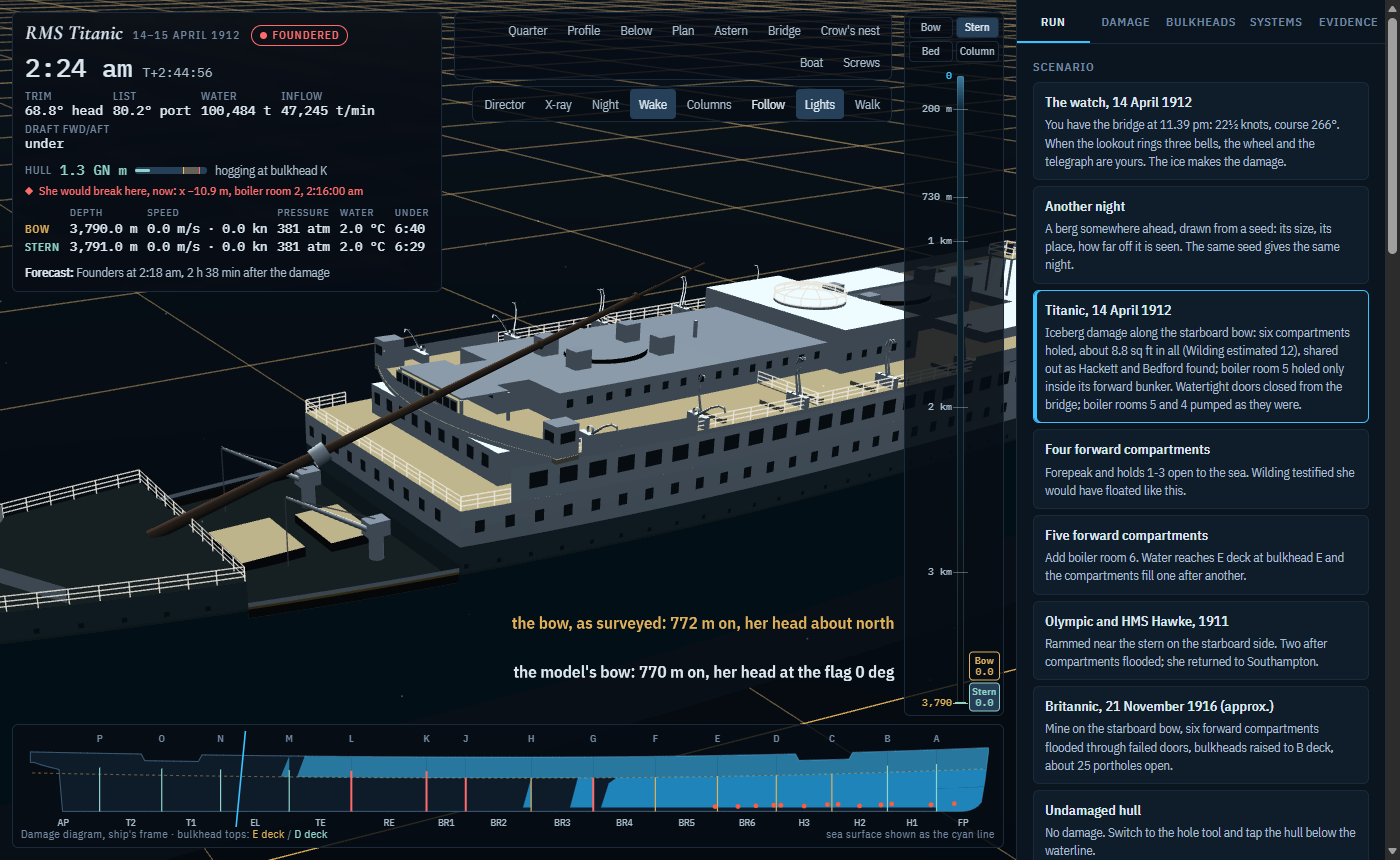 RMS Titanic 14–15 APRIL 1912 FOUNDERED
2:24 am T+2:44:56
TRIM LIST WATER INFLOW
68.8° head 80.2° port 100,484 t 47,245 t/min
DRAFT FWD/AFT
under
HULL 1.3 GN m hogging at bulkhead K
She would break here, now: x −10.9 m, boiler room 2, 2:16:00 am
DEPTH SPEED PRESSURE WATER UNDER
BOW 3,790.0 m 0.0 m/s · 0.0 kn 381 atm 2.0 °C 6:40
STERN 3,791.0 m 0.0 m/s · 0.0 kn 381 atm 2.0 °C 6:29
Forecast: Founders at 2:18 am, 2 h 38 min after the damage
Quarter Profile Below Plan Astern Bridge Crow's nest
Boat Screws
Director X-ray Night Wake Columns Follow Lights Walk
Bow Stern
Bed Column
0
200 m
730 m
1 km
2 km
3 km
Bow
0.0
3,790
Stern
0.0
the bow, as surveyed: 772 m on, her head about north
the model's bow: 770 m on, her head at the flag 0 deg
P O N M L K J H G F E D C B A
AP T2 T1 EL TE RE BR1 BR2 BR3 BR4 BR5 BR6 H3 H2 H1 FP
Damage diagram, ship's frame · bulkhead tops: E deck / D deck
sea surface shown as the cyan line
RUN DAMAGE BULKHEADS SYSTEMS EVIDENCE
SCENARIO
The watch, 14 April 1912
You have the bridge at 11.39 pm: 22½ knots, course 266°.
When the lookout rings three bells, the wheel and the
telegraph are yours. The ice makes the damage.
Another night
A berg somewhere ahead, drawn from a seed: its size, its
place, how far off it is seen. The same seed gives the same
night.
Titanic, 14 April 1912
Iceberg damage along the starboard bow: six compartments
holed, about 8.8 sq ft in all (Wilding estimated 12), shared
out as Hackett and Bedford found; boiler room 5 holed only
inside its forward bunker. Watertight doors closed from the
bridge; boiler rooms 5 and 4 pumped as they were.
Four forward compartments
Forepeak and holds 1-3 open to the sea. Wilding testified she
would have floated like this.
Five forward compartments
Add boiler room 6. Water reaches E deck at bulkhead E and
the compartments fill one after another.
Olympic and HMS Hawke, 1911
Rammed near the stern on the starboard side. Two after
compartments flooded; she returned to Southampton.
Britannic, 21 November 1916 (approx.)
Mine on the starboard bow, six forward compartments
flooded through failed doors, bulkheads raised to B deck,
about 25 portholes open.
Undamaged hull
No damage. Switch to the hole tool and tap the hull below the
waterline.